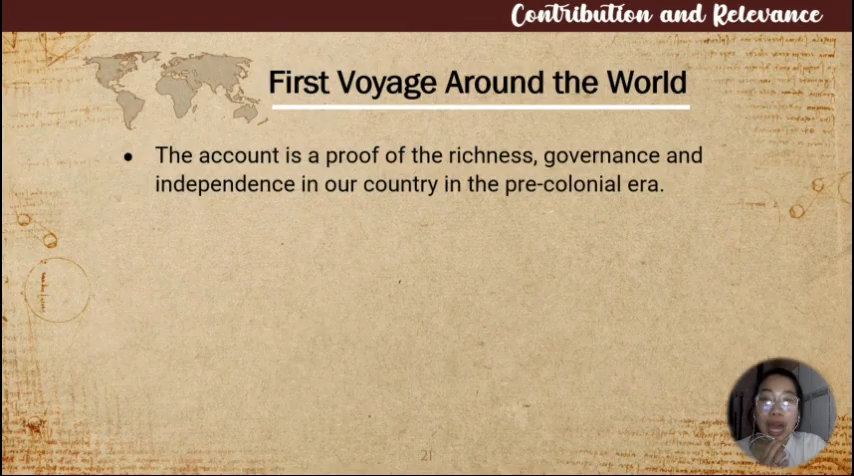 Contribution and Relevance
First Voyage Around the World
• The account is a proof of the richness, governance and
independence in our country in the pre-colonial era.
21